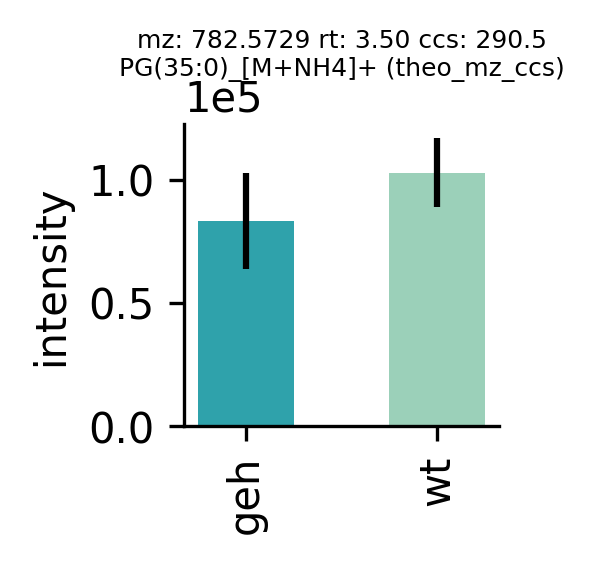 mz: 782.5729 rt: 3.50 ccs: 290.5
PG(35:0)_[M+NH4]+ (theo_mz_ccs)
1e5
1.0
0.5
0.0
intensity
geh
wt